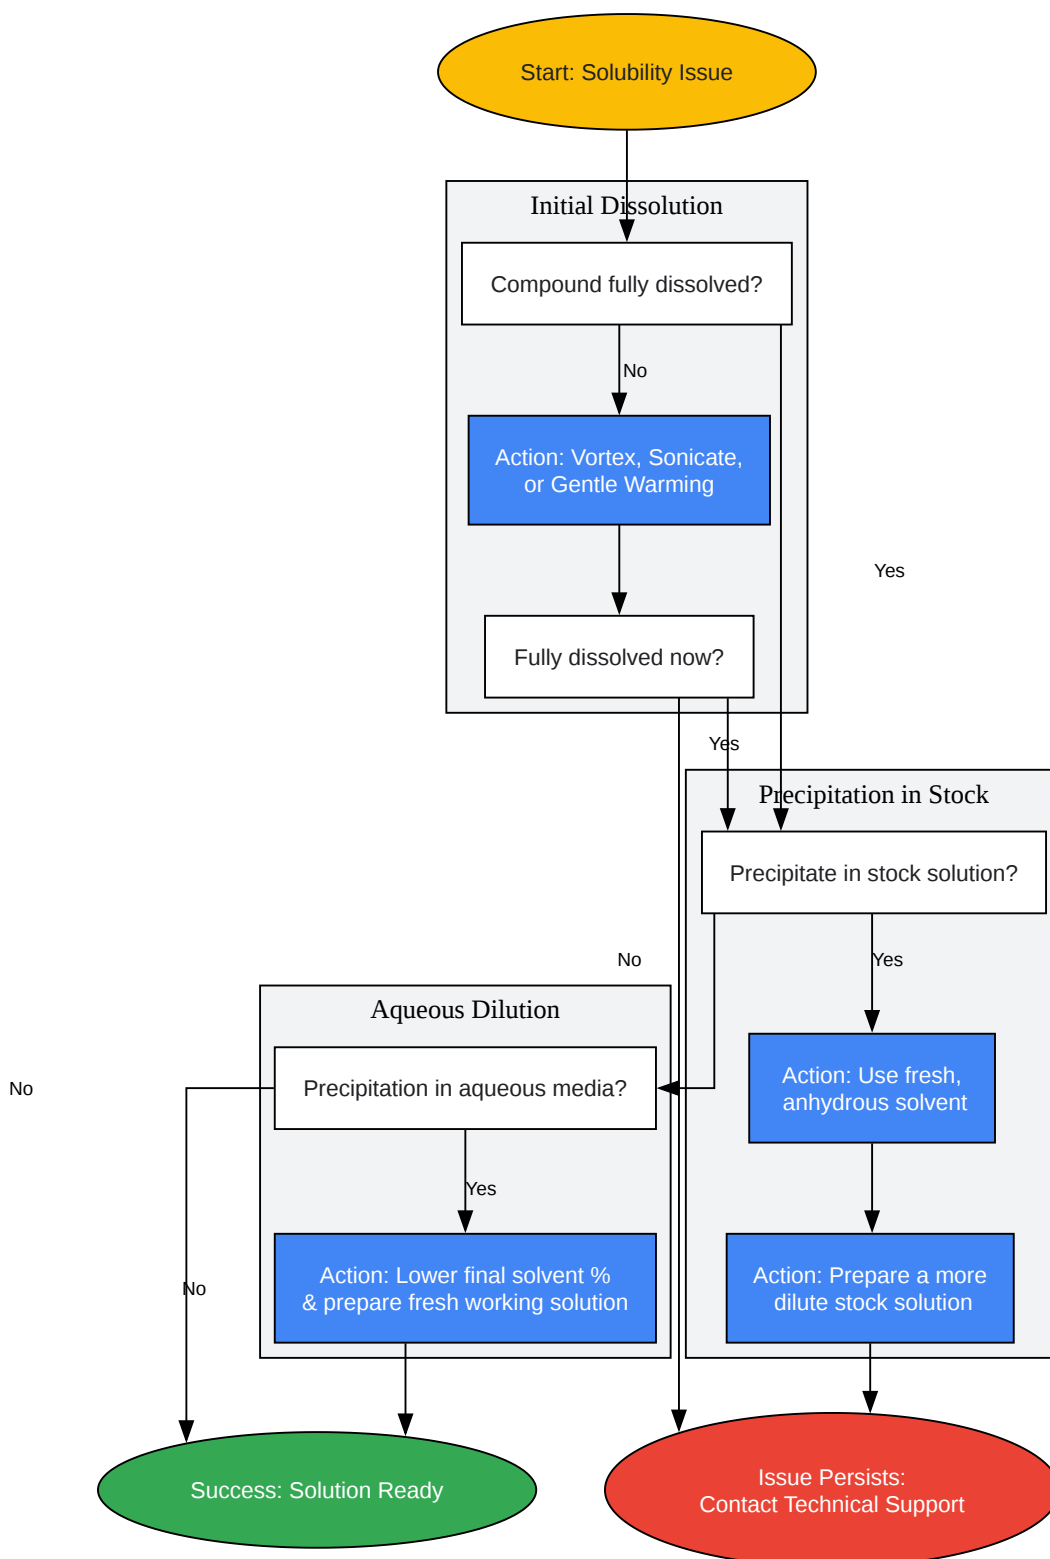 Start: Solubility Issue
Initial Dissolution
Compound fully dissolved?
No
Action: Vortex, Sonicate,
or Gentle Warming
Yes
Fully dissolved now?
Yes
Precipitation in Stock
Precipitate in stock solution?
No
Yes
Aqueous Dilution
Precipitation in aqueous media?
No
Action: Use fresh,
anhydrous solvent
Yes
No
Action: Lower final solvent %
& prepare fresh working solution
Action: Prepare a more
dilute stock solution
Success: Solution Ready
Issue Persists:
Contact Technical Support